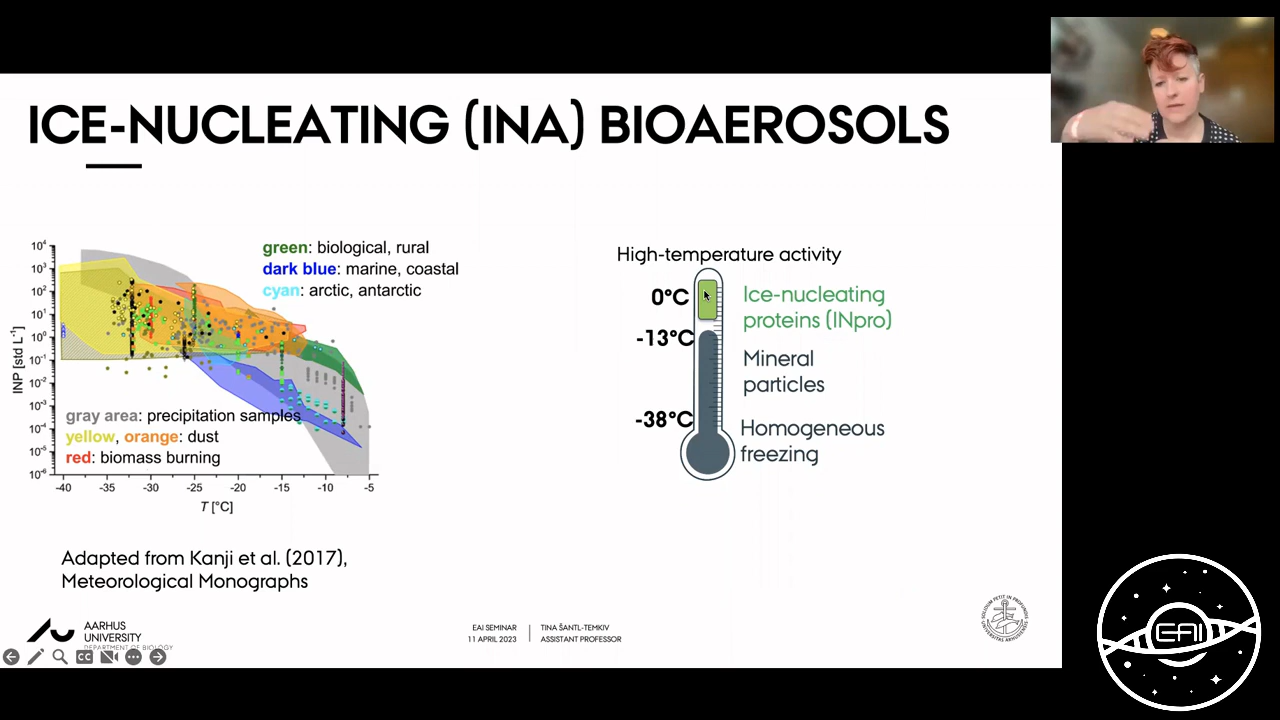 ICE-NUCLEATING (INA) BIOAEROSOLS
green: biological, rural
dark blue: marine, coastal
cyan: arctic, antarctic
10⁴
10³
10²
10¹
10⁰
10⁻¹
10⁻²
10⁻³
10⁻⁴
10⁻⁵
10⁻⁶
INP [std L⁻¹]
gray area: precipitation samples
yellow, orange: dust
red: biomass burning
-40 -35 -30 -25 -20 -15 -10 -5
T [°C]
Adapted from Kanji et al. (2017),
Meteorological Monographs
High-temperature activity
0°C
Ice-nucleating
proteins (INpro)
-13°C
Mineral
particles
-38°C
Homogeneous
freezing
AARHUS
UNIVERSITY
DEPARTMENT OF BIOLOGY
EAI SEMINAR
11 APRIL 2023
TINA ŠANTL-TEMKIV
ASSISTANT PROFESSOR
CC
EAI